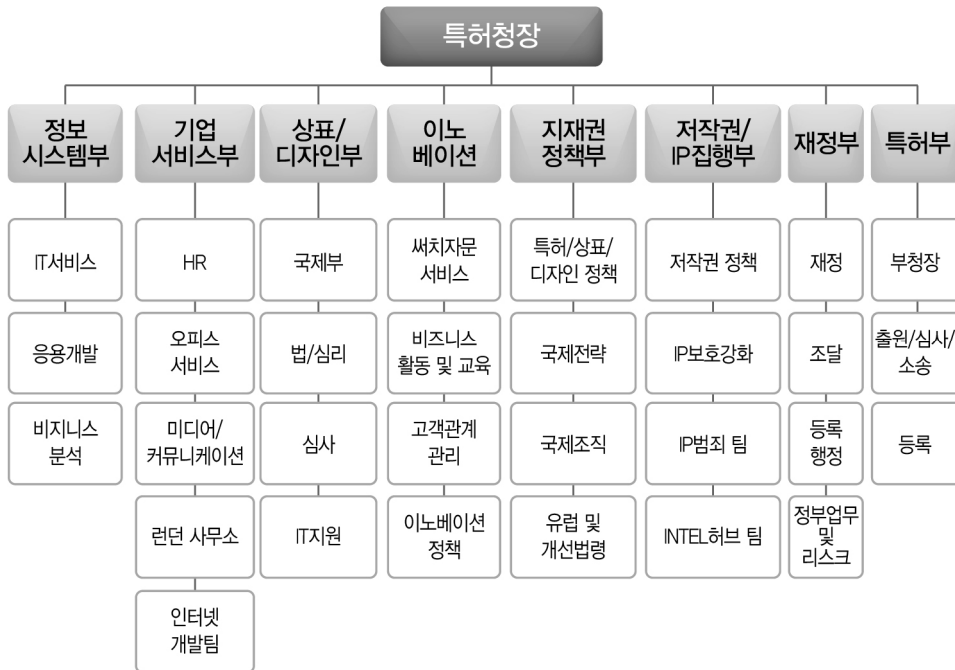 특허청장
정보
시스템부
기업
서비스부
상표/
디자인부
이노
베이션
지재권
정책부
저작권/
IP집행부
재정부
특허부
IT서비스
HR
국제부
써치자문
서비스
특허/상표/
디자인 정책
저작권 정책
재정
부청장
응용개발
오피스
서비스
법/심리
비즈니스
활동 및 교육
국제전략
IP보호강화
조달
출원/심사/
소송
비지니스
분석
미디어/
커뮤니케이션
심사
고객관계
관리
국제조직
IP범죄 팀
등록
행정
등록
런던 사무소
IT지원
이노베이션
정책
유럽 및
개선법령
INTEL허브 팀
정부업무
및
리스크
인터넷
개발팀